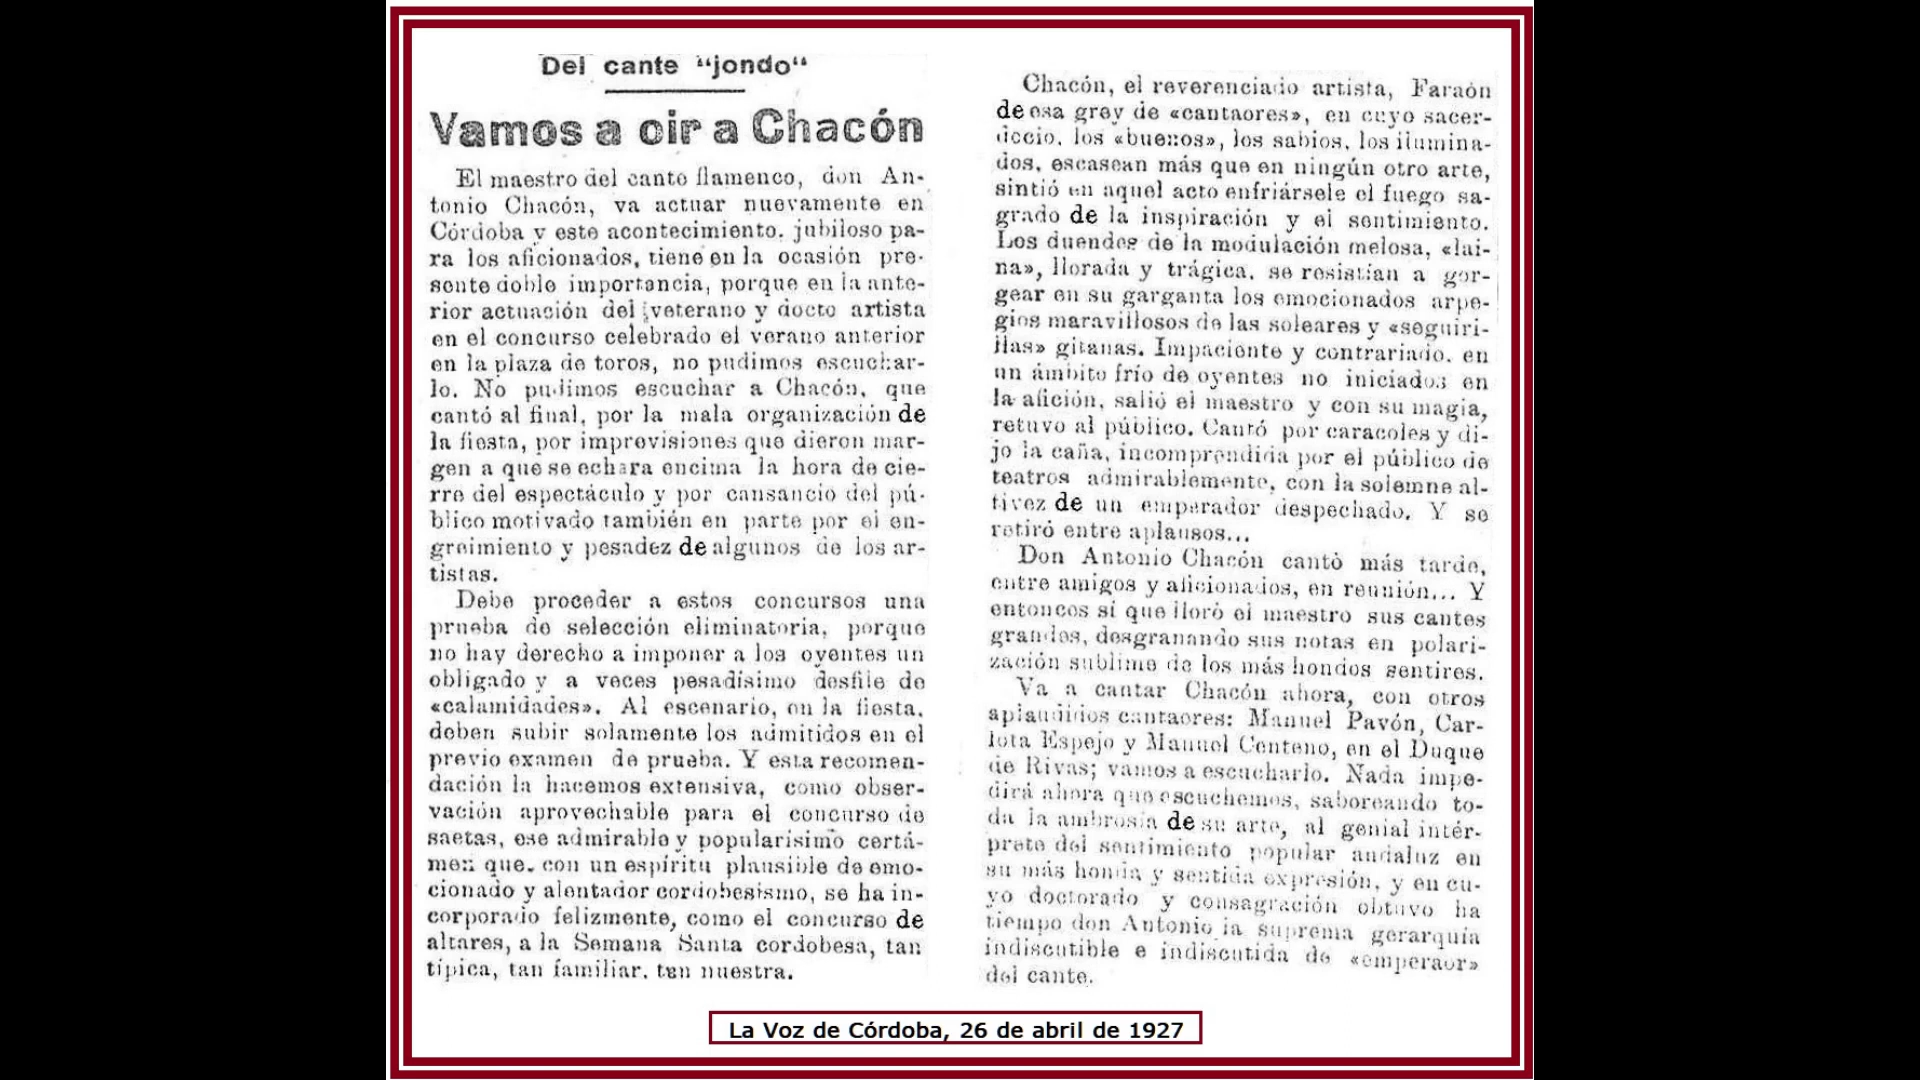 Del cante “jondo“
Vamos a oir a Chacón
El maestro del cante flamenco, don An-
tonio Chacón, va actuar nuevamente en
Córdoba y este acontecimiento, jubiloso pa-
ra los aficionados, tiene en la ocasión pre-
sente doble importancia, porque en la ante-
rior actuación del veterano y docto artista
en el concurso celebrado el verano anterior
en la plaza de toros, no pudimos escuchar-
lo. No pudimos escuchar a Chacón, que
cantó al final, por la mala organización de
la fiesta, por imprevisiones que dieron mar-
gen a que se echara encima la hora de cie-
rre del espectáculo y por cansancio del pú-
blico motivado también en parte por el en-
greimiento y pesadez de algunos de los ar-
tistas.
Debe proceder a estos concursos una
prueba de selección eliminatoria, porque
no hay derecho a imponer a los oyentes un
obligado y a veces pesadísimo desfile de
«calamidades». Al escenario, en la fiesta,
deben subir solamente los admitidos en el
previo examen de prueba. Y esta recomen-
dación la hacemos extensiva, como obser-
vación aprovechable para el concurso de
saetas, ese admirable y popularísimo certá-
men que, con un espíritu plausible de emo-
cionado y alentador cordobesismo, se ha in-
corporado felizmente, como el concurso de
altares, a la Semana Santa cordobesa, tan
típica, tan familiar, tan nuestra.
Chacón, el reverenciado artista, Faraón
de esa grey de «cantaores», en cuyo sacer-
doccio, los «buenos», los sabios, los ilumina-
dos, escasean más que en ningún otro arte,
sintió en aquel acto enfriársele el fuego sa-
grado de la inspiración y el sentimiento.
Los duendes de la modulación melosa, «lai-
na», llorada y trágica, se resistían a gor-
gear en su garganta los emocionados arpe-
gios maravillosos de las soleares y «seguiri-
llas» gitanas. Impaciente y contrariado, en
un ámbito frío de oyentes no iniciados en
la afición, salió el maestro y con su magia,
retuvo al público. Cantó por caracoles y di-
jo la caña, incomprendida por el público de
teatros admirablemente, con la solemne al-
tivez de un emperador despechado. Y se
retiró entre aplausos...
Don Antonio Chacón cantó más tarde,
entre amigos y aficionados, en reunión... Y
entonces sí que lloró el maestro sus cantes
grandes, desgranando sus notas en polari-
zación sublime de los más hondos sentires.
Va a cantar Chacón ahora, con otros
aplaudidos cantaores: Manuel Pavón, Car-
lota Espejo y Manuel Centeno, en el Duque
de Rivas; vamos a escucharlo. Nada impe-
dirá ahora que escuchemos, saboreando to-
da la ambrosía de su arte, al genial intér-
prete del sentimiento popular andaluz en
su más honda y sentida expresión, y en cu-
yo doctorado y consagración obtuvo ha
tiempo don Antonio la suprema gerarquía
indiscutible e indiscutida de «emperaor»
del cante.
La Voz de Córdoba, 26 de abril de 1927